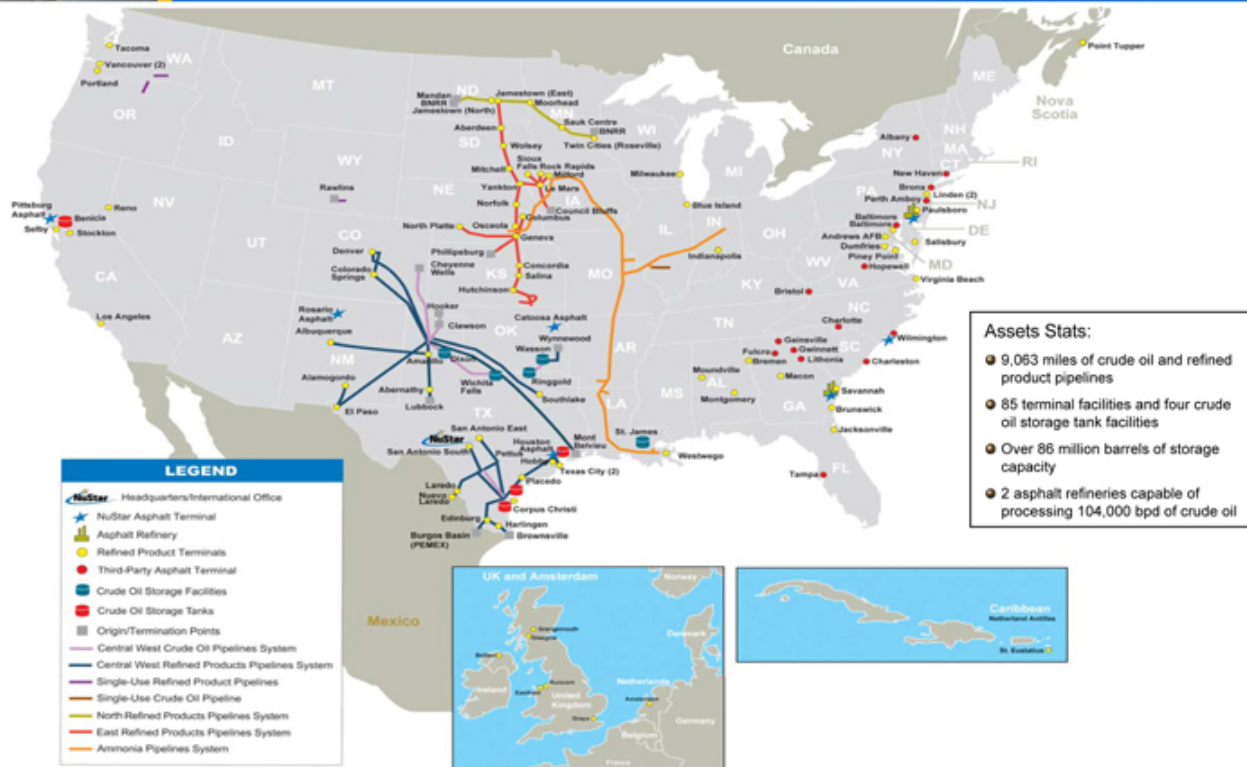 Canada
Point Tupper
Nova
Scotia
Tacoma
WA
Vancouver (2)
Portland
OR
MT
ID
WY
Rawlins
NV
Reno
UT
CA
AZ
Pittsburg
Asphalt
Benicia
Selby
Stockton
Los Angeles
Mandan
BNRR
ND
Jamestown (East)
Jamestown (North)
Moorhead
MN
Sauk Centre
BNRR
Twin Cities (Roseville)
Aberdeen
SD
Wolsey
Mitchell
Sioux
Falls
Rock Rapids
Milford
Yankton
Le Mars
NE
IA
Norfolk
Council Bluffs
Columbus
North Platte
Osceola
Geneva
Phillipsburg
Concordia
KS
Salina
Hutchinson
WI
Milwaukee
MI
Blue Island
IL
IN
OH
Indianapolis
MO
KY
CO
Denver
Colorado
Springs
Cheyenne
Wells
Hooker
Clawson
OK
Catoosa Asphalt
Wynnewood
Wasson
Ringgold
Rosario
Asphalt
Albuquerque
NM
Amarillo
Dixon
Alamogordo
Abernathy
Wichita
Falls
Southlake
El Paso
Lubbock
TX
AR
LA
MS
AL
TN
GA
San Antonio East
NuStar
San Antonio South
Pettus
Houston
Asphalt
Mont
Belvieu
Hobby
Texas City (2)
Placedo
Laredo
Nuevo
Laredo
Corpus Christi
Edinburg
Harlingen
Burgos Basin
(PEMEX)
Brownsville
St. James
Westwego
Moundville
Montgomery
Gainsville
Fulcro
Gwinnett
Bremen
Lithonia
Macon
Charlotte
NC
SC
Wilmington
Charleston
Savannah
Brunswick
Jacksonville
Tampa
FL
Bristol
VA
WV
Hopewell
Virginia Beach
ME
NH
MA
CT
RI
Albany
NY
New Haven
Bronx
PA
Linden (2)
Perth Amboy
NJ
Paulsboro
Baltimore
Baltimore
DE
Andrews AFB
Dumfries
Salisbury
Piney Point
MD
Mexico
Assets Stats:
9,063 miles of crude oil and refined
product pipelines
85 terminal facilities and four crude
oil storage tank facilities
Over 86 million barrels of storage
capacity
2 asphalt refineries capable of
processing 104,000 bpd of crude oil
LEGEND
NuStar Headquarters/International Office
NuStar Asphalt Terminal
Asphalt Refinery
Refined Product Terminals
Third-Party Asphalt Terminal
Crude Oil Storage Facilities
Crude Oil Storage Tanks
Origin/Termination Points
Central West Crude Oil Pipelines System
Central West Refined Products Pipelines System
Single-Use Refined Product Pipelines
Single-Use Crude Oil Pipeline
North Refined Products Pipelines System
East Refined Products Pipelines System
Ammonia Pipelines System
UK and Amsterdam
Norway
Grangemouth
Glasgow
Denmark
Belfast
Ireland
Runcorn
Eastham
United
Kingdom
Netherlands
Amsterdam
Grays
Germany
Belgium
France
Caribbean
Netherland Antilles
St. Eustatius